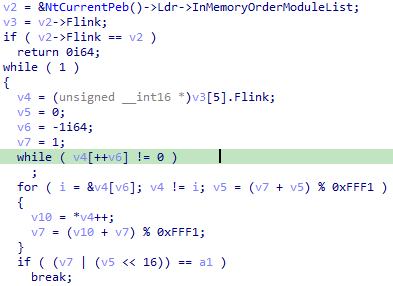 v2 = &NtCurrentPeb()->Ldr->InMemoryOrderModuleList;
v3 = v2->Flink;
if ( v2->Flink == v2 )
return 0i64;
while ( 1 )
{
v4 = (unsigned __int16 *)v3[5].Flink;
v5 = 0;
v6 = -1i64;
v7 = 1;
while ( v4[++v6] != 0 )
;
for ( i = &v4[v6]; v4 != i; v5 = (v7 + v5) % 0xFFF1 )
{
v10 = *v4++;
v7 = (v10 + v7) % 0xFFF1;
}
if ( (v7 | (v5 << 16)) == a1 )
break;